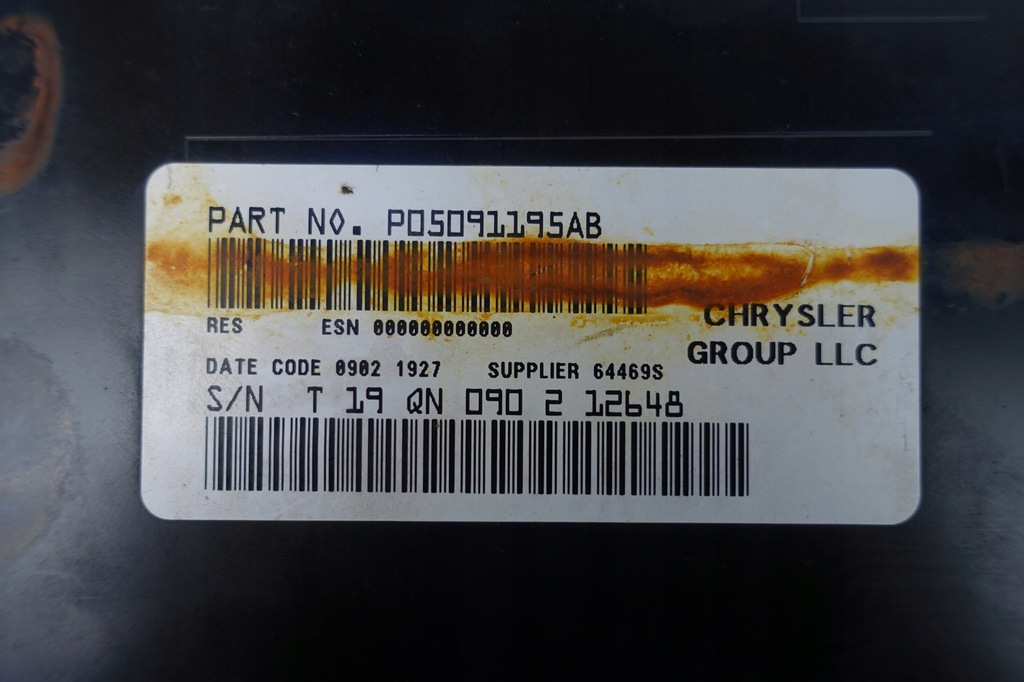 PART NO. P05091195AB
RES ESN 000000000000
CHRYSLER
GROUP LLC
DATE CODE 0902 1927 SUPPLIER 64469S
S/N T 19 QN 090 2 12648